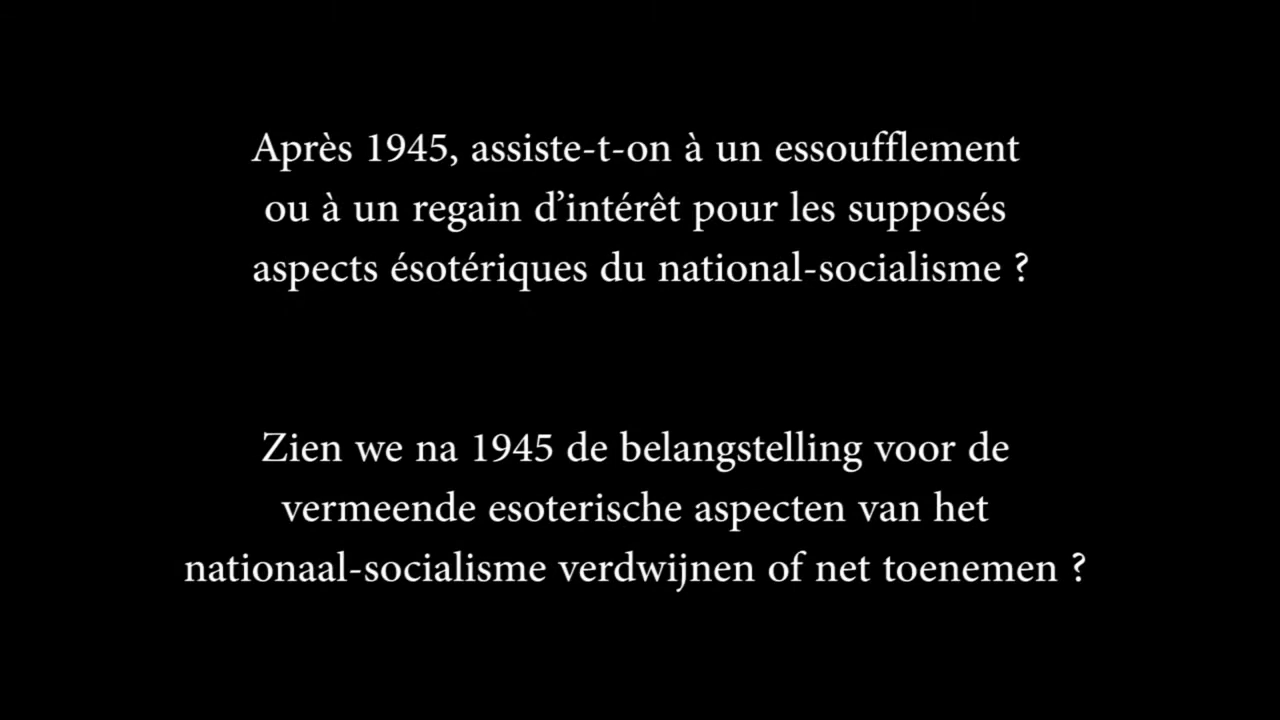 Après 1945, assiste-t-on à un essoufflement
ou à un regain d’intérêt pour les supposés
aspects ésotériques du national-socialisme ?
Zien we na 1945 de belangstelling voor de
vermeende esoterische aspecten van het
nationaal-socialisme verdwijnen of net toenemen ?